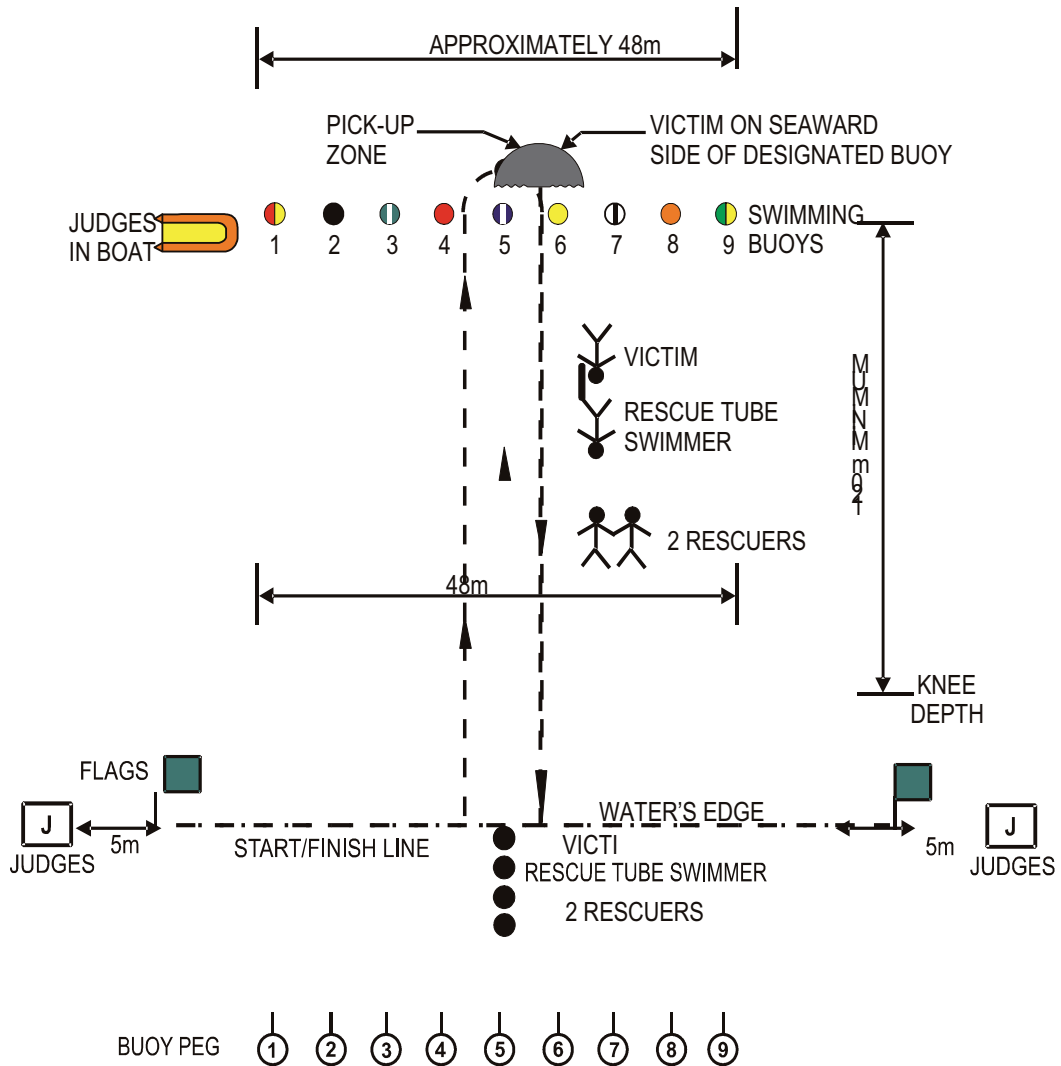 APPROXIMATELY 48m
PICK-UP
ZONE
VICTIM ON SEAWARD
SIDE OF DESIGNATED BUOY
JUDGES
IN BOAT
1 2 3 4 5 6 7 8 9
SWIMMING
BUOYS
VICTIM
RESCUE TUBE
SWIMMER
120m MINIMUM
2 RESCUERS
48m
KNEE
DEPTH
FLAGS
WATER'S EDGE
J
5m
JUDGES
START/FINISH LINE
VICTI
RESCUE TUBE SWIMMER
2 RESCUERS
5m
J
JUDGES
BUOY PEG 1 2 3 4 5 6 7 8 9